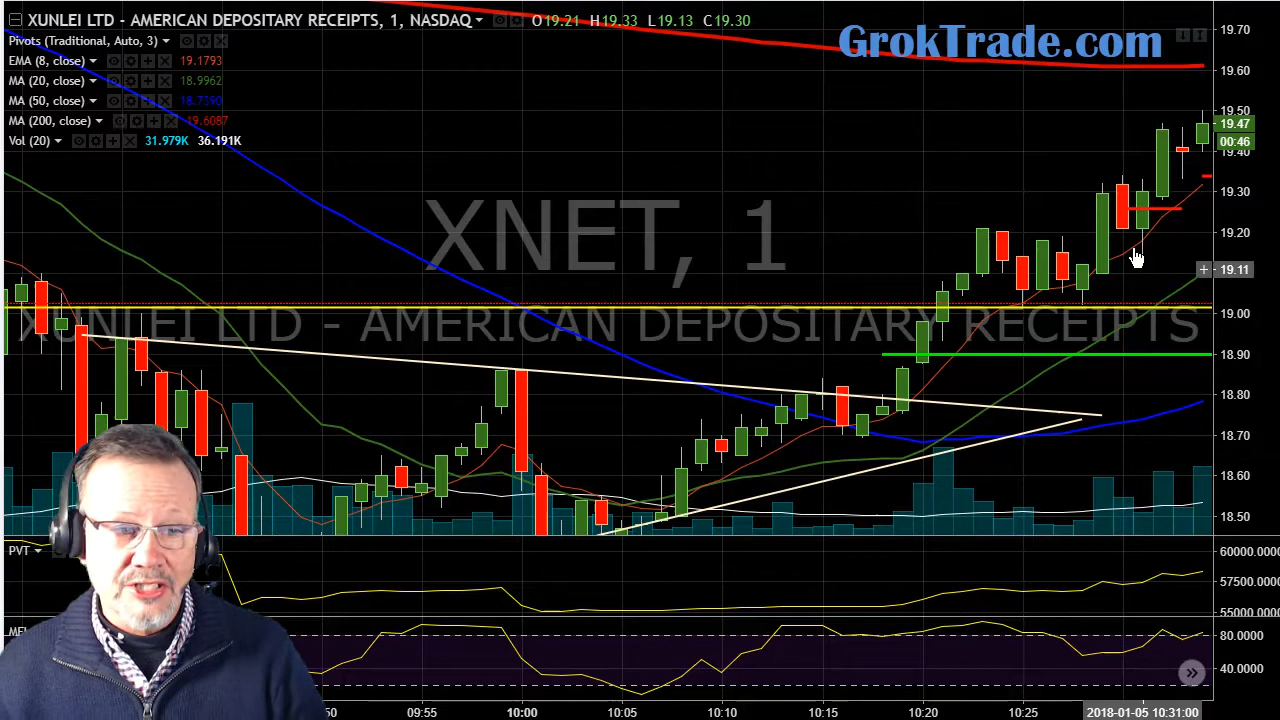 XUNLEI LTD - AMERICAN DEPOSITARY RECEIPTS, 1, NASDAQ O19.21 H19.33 L19.13 C19.30
GrokTrade.com
Pivots (Traditional, Auto, 3)
EMA (8, close) 19.1793
MA (20, close) 18.9962
MA (50, close) 18.7390
MA (200, close) 19.6087
Vol (20) 31.979K 36.191K
XNET, 1
XUNLEI LTD - AMERICAN DEPOSITARY RECEIPTS
19.70
19.60
19.50
19.47
00:46
19.40
19.30
19.20
19.11
19.00
18.90
18.80
18.70
18.60
18.50
PVT
60000.0000
57500.0000
55000.0000
80.0000
40.0000
09:55
10:00
10:05
10:10
10:15
10:20
10:25
2018-01-05 10:31:00